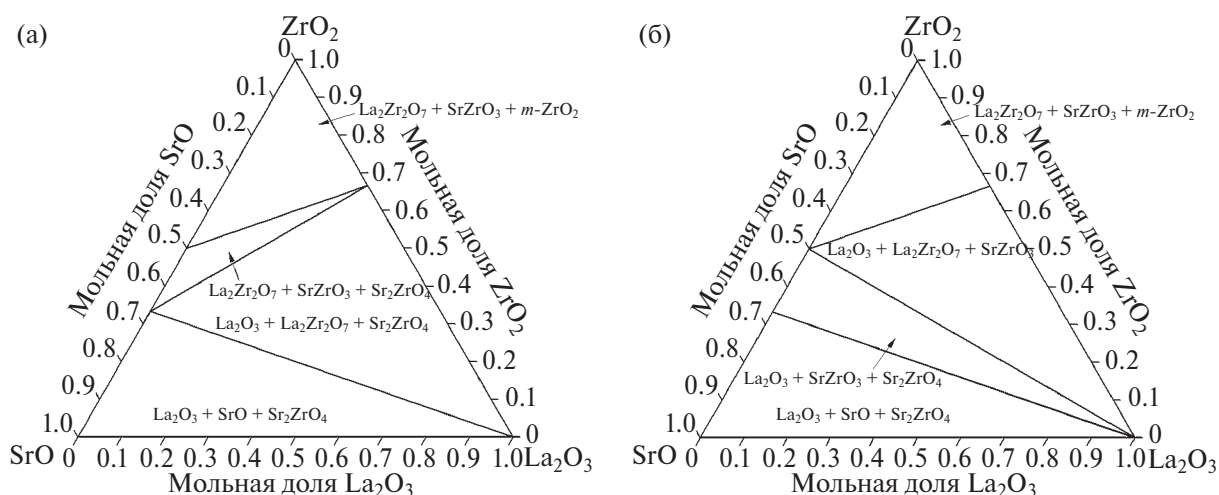 (а)
ZrO₂
0
1.0
0.1
0.9
La₂Zr₂O₇ + SrZrO₃ + m-ZrO₂
0.2
0.8
0.3
0.7
0.4
0.6
0.5
0.5
0.6
0.4
0.7
0.3
0.8
0.2
0.9
0.1
1.0
0
Мольная доля SrO
Мольная доля ZrO₂
La₂Zr₂O₇ + SrZrO₃ + Sr₂ZrO₄
La₂O₃ + La₂Zr₂O₇ + Sr₂ZrO₄
La₂O₃ + SrO + Sr₂ZrO₄
SrO
0 0.1 0.2 0.3 0.4 0.5 0.6 0.7 0.8 0.9 1.0
La₂O₃
Мольная доля La₂O₃
(б)
ZrO₂
0
1.0
0.1
0.9
La₂Zr₂O₇ + SrZrO₃ + m-ZrO₂
0.2
0.8
0.3
0.7
0.4
0.6
0.5
0.5
0.6
0.4
0.7
0.3
0.8
0.2
0.9
0.1
1.0
0
Мольная доля SrO
Мольная доля ZrO₂
La₂O₃ + La₂Zr₂O₇ + SrZrO₃
La₂O₃ + SrZrO₃ + Sr₂ZrO₄
La₂O₃ + SrO + Sr₂ZrO₄
SrO
0 0.1 0.2 0.3 0.4 0.5 0.6 0.7 0.8 0.9 1.0
La₂O₃
Мольная доля La₂O₃